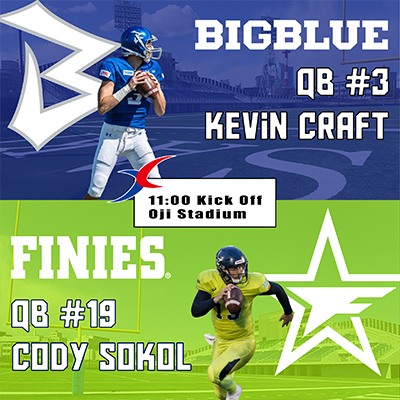 BIGBLUE
QB #3
KEVIN CRAFT
11:00 Kick Off
Oji Stadium
FINIES®
QB #19
CODY SOKOL